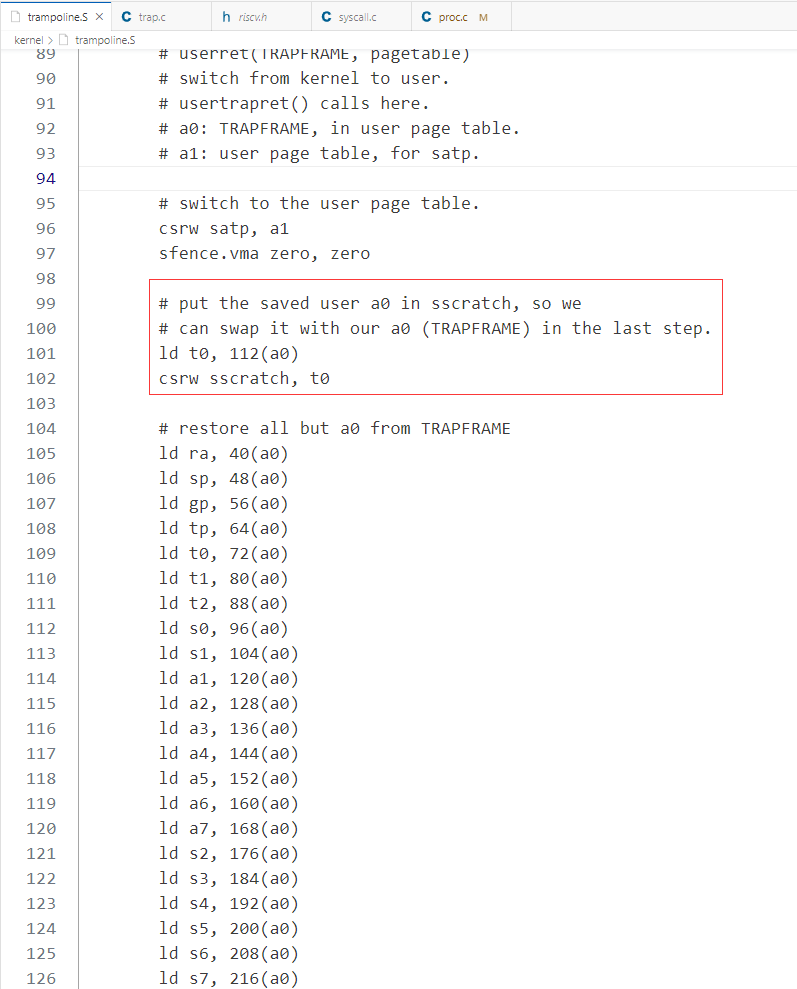 trampoline.S × C trap.c h riscv.h C syscall.c C proc.c M
kernel > trampoline.S
89 # userret(TRAPFRAME, pagetable)
90 # switch from kernel to user.
91 # usertrapret() calls here.
92 # a0: TRAPFRAME, in user page table.
93 # a1: user page table, for satp.
94
95 # switch to the user page table.
96 csrw satp, a1
97 sfence.vma zero, zero
98
99 # put the saved user a0 in sscratch, so we
100 # can swap it with our a0 (TRAPFRAME) in the last step.
101 ld t0, 112(a0)
102 csrw sscratch, t0
103
104 # restore all but a0 from TRAPFRAME
105 ld ra, 40(a0)
106 ld sp, 48(a0)
107 ld gp, 56(a0)
108 ld tp, 64(a0)
109 ld t0, 72(a0)
110 ld t1, 80(a0)
111 ld t2, 88(a0)
112 ld s0, 96(a0)
113 ld s1, 104(a0)
114 ld a1, 120(a0)
115 ld a2, 128(a0)
116 ld a3, 136(a0)
117 ld a4, 144(a0)
118 ld a5, 152(a0)
119 ld a6, 160(a0)
120 ld a7, 168(a0)
121 ld s2, 176(a0)
122 ld s3, 184(a0)
123 ld s4, 192(a0)
124 ld s5, 200(a0)
125 ld s6, 208(a0)
126 ld s7, 216(a0)